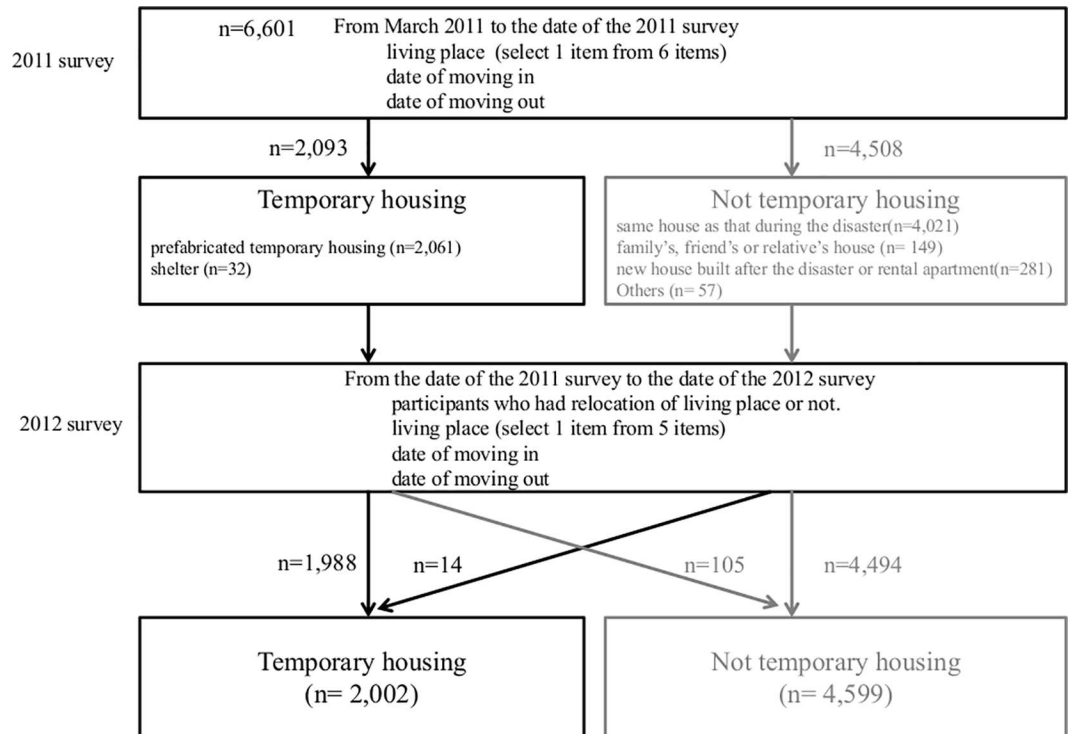 n=6,601 From March 2011 to the date of the 2011 survey
2011 survey
living place (select 1 item from 6 items)
date of moving in
date of moving out
n=2,093
n=4,508
Temporary housing
prefabricated temporary housing (n=2,061)
shelter (n=32)
Not temporary housing
same house as that during the disaster(n=4,021)
family's, friend's or relative's house (n= 149)
new house built after the disaster or rental apartment(n=281)
Others (n= 57)
From the date of the 2011 survey to the date of the 2012 survey
participants who had relocation of living place or not.
2012 survey
living place (select 1 item from 5 items)
date of moving in
date of moving out
n=1,988
n=14
n=105
n=4,494
Temporary housing
(n= 2,002)
Not temporary housing
(n= 4,599)